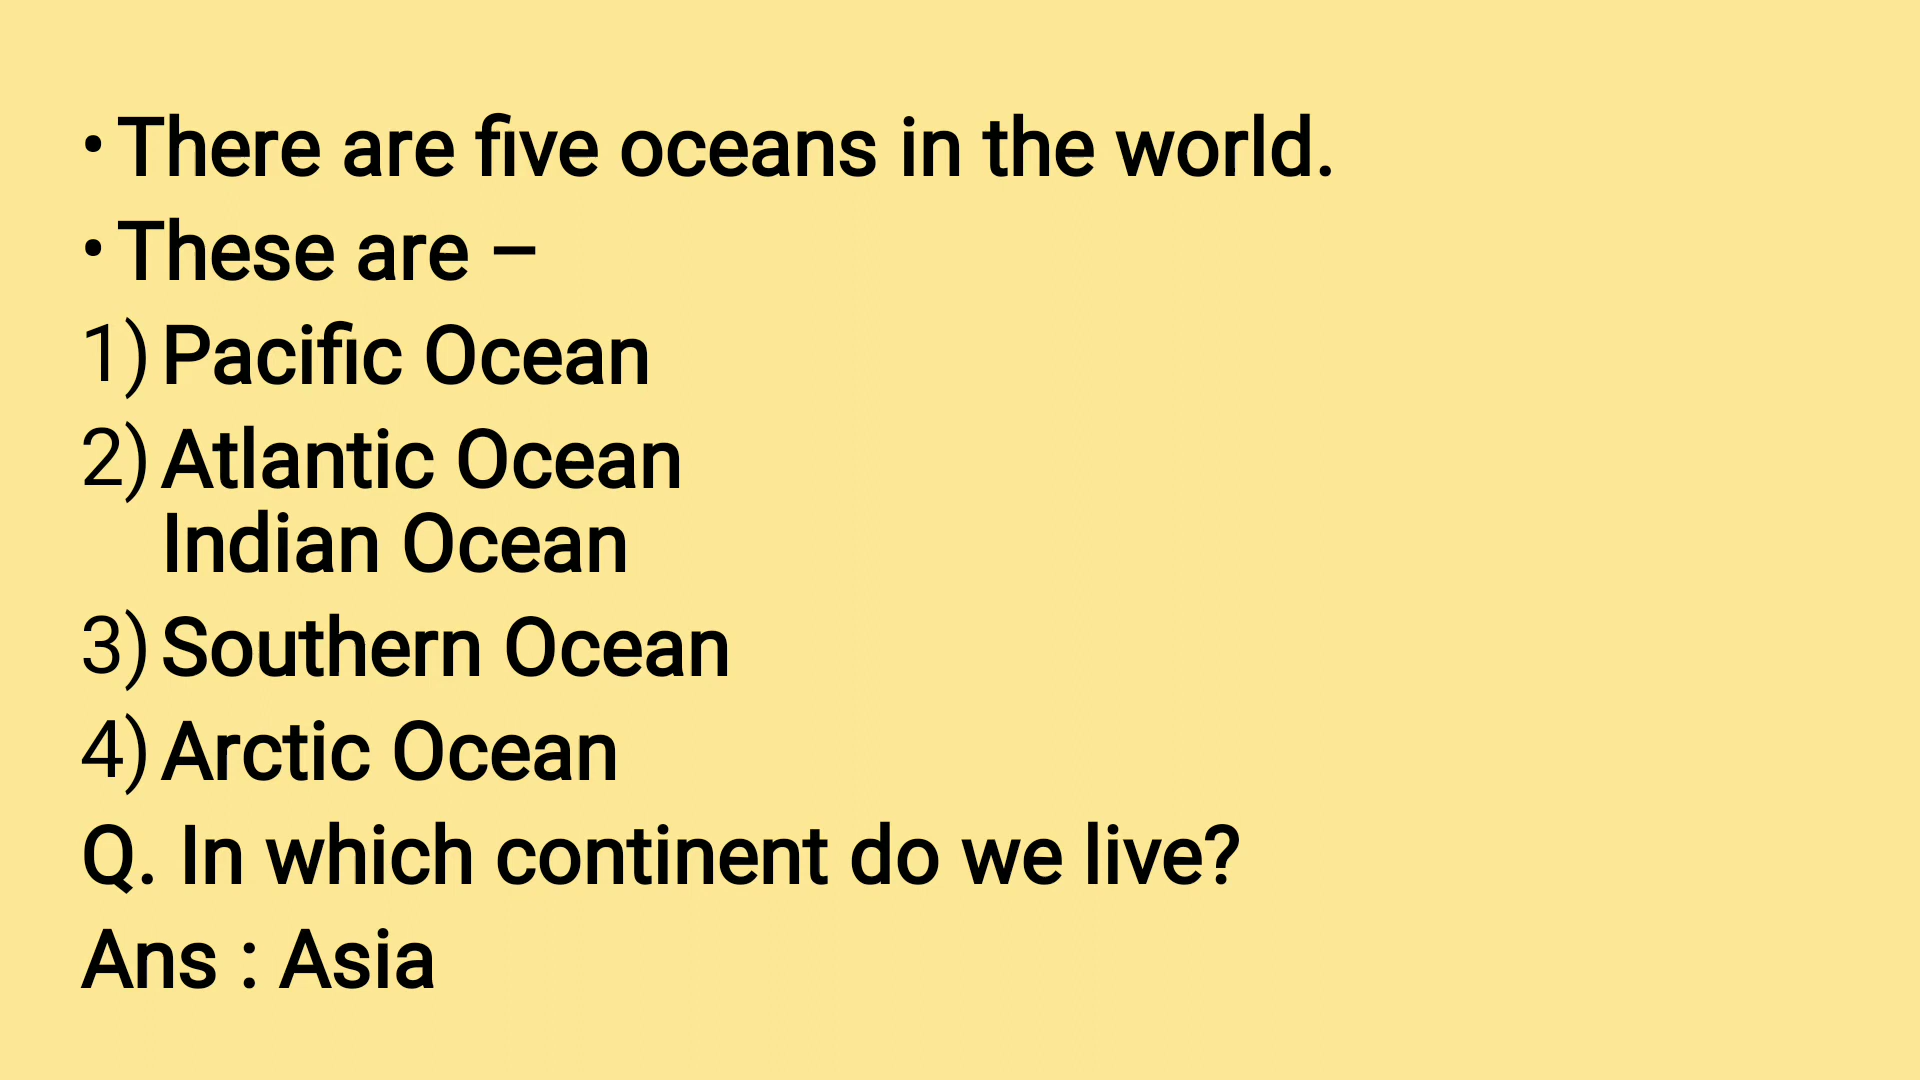 • There are five oceans in the world.
• These are –
1) Pacific Ocean
2) Atlantic Ocean
Indian Ocean
3) Southern Ocean
4) Arctic Ocean
Q. In which continent do we live?
Ans : Asia